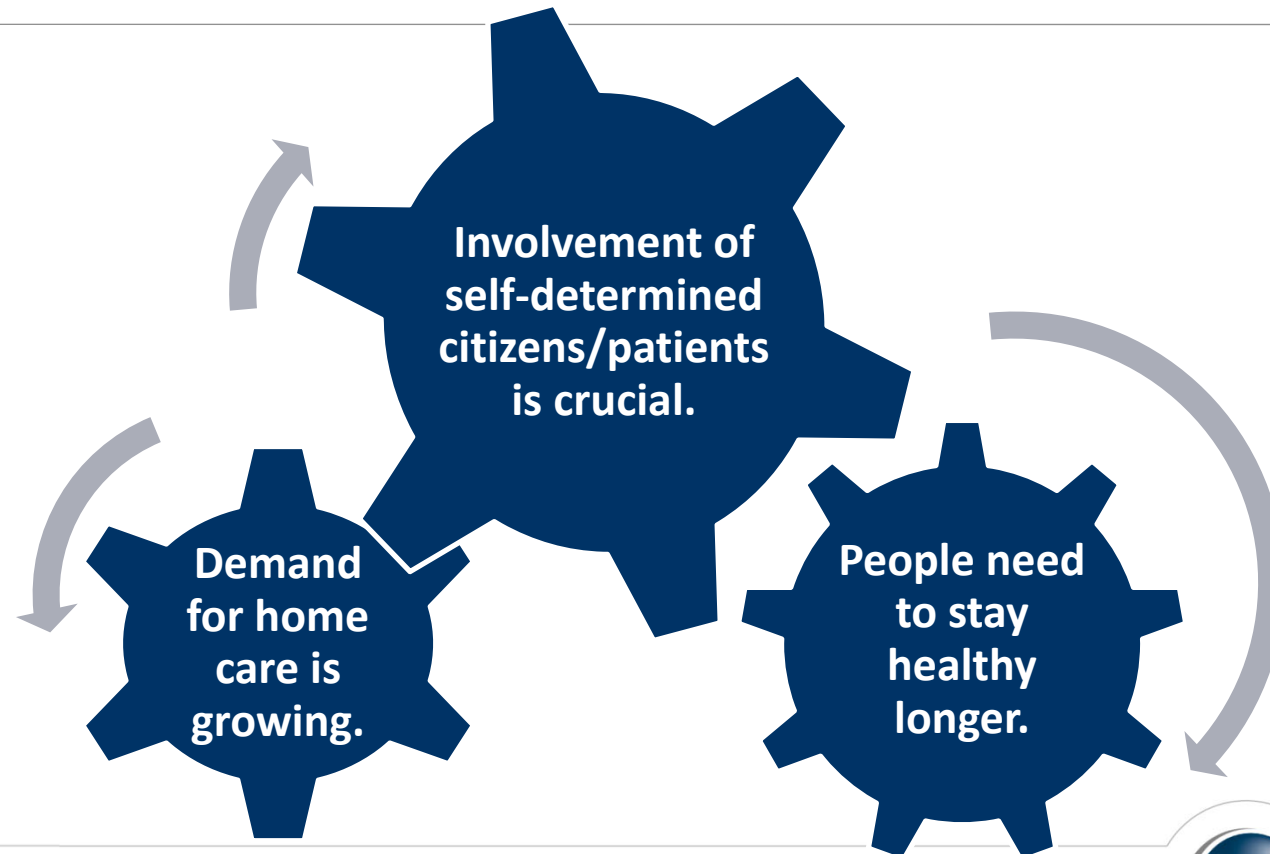 Involvement of
self-determined
citizens/patients
is crucial.
Demand
for home
care is
growing.
People need
to stay
healthy
longer.